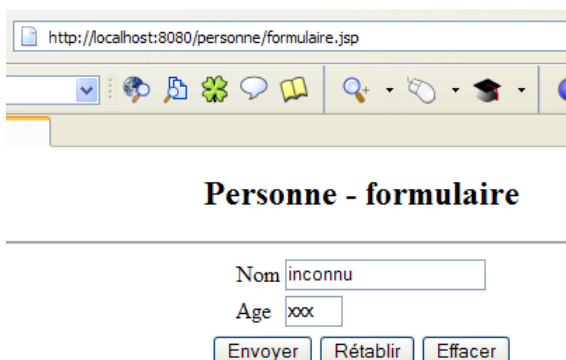 http://localhost:8080/personne/formulaire.jsp
Personne - formulaire
Nom inconnu
Age xxx
Envoyer Rétablir Effacer